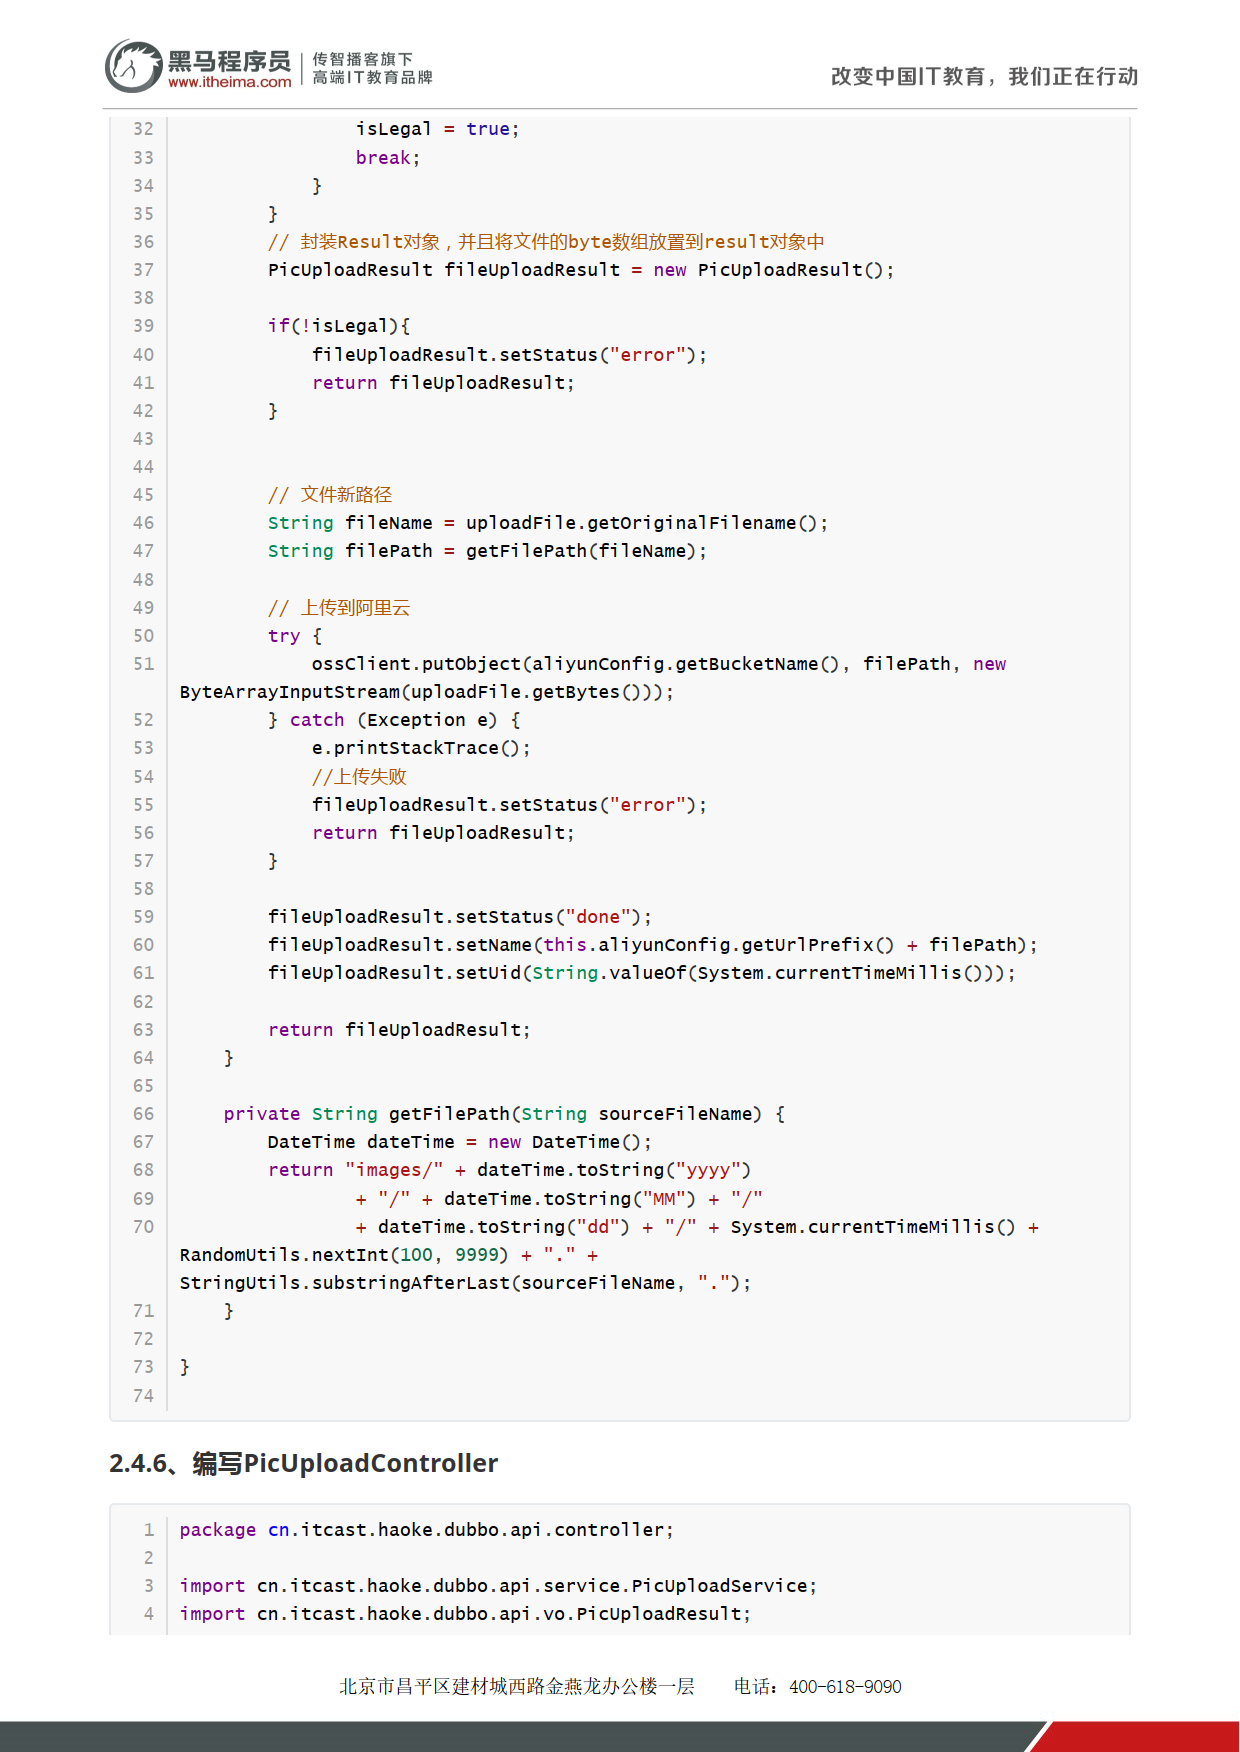 黑马程序员
www.itheima.com
传智播客旗下
高端IT教育品牌
改变中国IT教育，我们正在行动
32                 isLegal = true;
33                 break;
34             }
35         }
36         // 封装Result对象，并且将文件的byte数组放置到result对象中
37         PicUploadResult fileUploadResult = new PicUploadResult();
38
39         if(!isLegal){
40             fileUploadResult.setStatus("error");
41             return fileUploadResult;
42         }
43
44
45         // 文件新路径
46         String fileName = uploadFile.getOriginalFilename();
47         String filePath = getFilePath(fileName);
48
49         // 上传到阿里云
50         try {
51             ossClient.putObject(aliyunConfig.getBucketName(), filePath, new
ByteArrayInputStream(uploadFile.getBytes()));
52         } catch (Exception e) {
53             e.printStackTrace();
54             //上传失败
55             fileUploadResult.setStatus("error");
56             return fileUploadResult;
57         }
58
59         fileUploadResult.setStatus("done");
60         fileUploadResult.setName(this.aliyunConfig.getUrlPrefix() + filePath);
61         fileUploadResult.setUid(String.valueOf(System.currentTimeMillis()));
62
63         return fileUploadResult;
64     }
65
66     private String getFilePath(String sourceFileName) {
67         DateTime dateTime = new DateTime();
68         return "images/" + dateTime.toString("yyyy")
69                 + "/" + dateTime.toString("MM") + "/"
70                 + dateTime.toString("dd") + "/" + System.currentTimeMillis() +
RandomUtils.nextInt(100, 9999) + "." +
StringUtils.substringAfterLast(sourceFileName, ".");
71     }
72
73 }
74
2.4.6、编写PicUploadController
1 package cn.itcast.haoke.dubbo.api.controller;
2
3 import cn.itcast.haoke.dubbo.api.service.PicUploadService;
4 import cn.itcast.haoke.dubbo.api.vo.PicUploadResult;
北京市昌平区建材城西路金燕龙办公楼一层  电话：400-618-9090